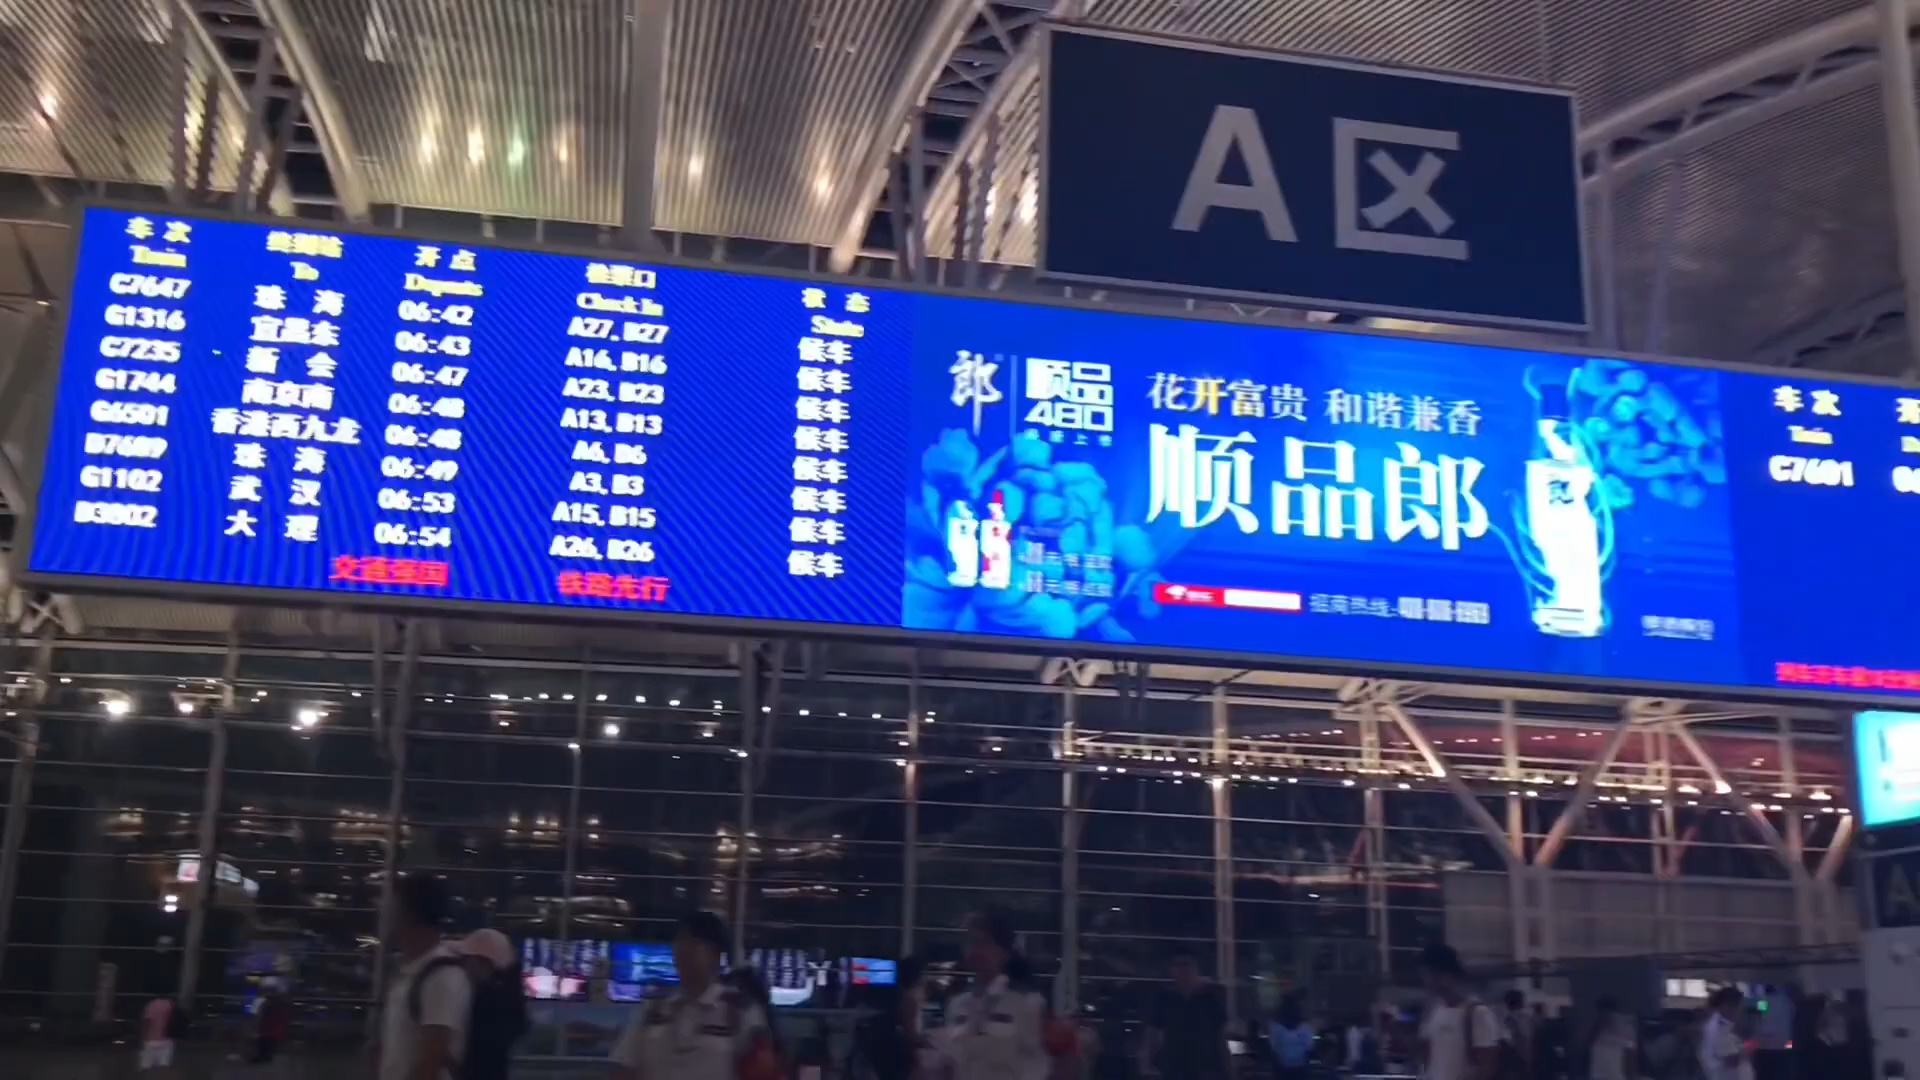 A区
车次 终到站 开点 检票口 状态
Train To Departs Check In State
C7647 珠海 06:42 A27, B27 候车
G1316 宜昌东 06:43 A16, B16 候车
C7235 新会 06:47 A23, B23 候车
G1744 南京南 06:48 A13, B13 候车
G6501 香港西九龙 06:48 A6, B6 候车
D7689 珠海 06:49 A3, B3 候车
G1102 武汉 06:53 A15, B15 候车
D3802 大理 06:54 A26, B26 候车
交通强国 铁路先行
郎 顺品
480
花开富贵 和谐兼香
顺品郎
招商热线:
车次
Train
C7601